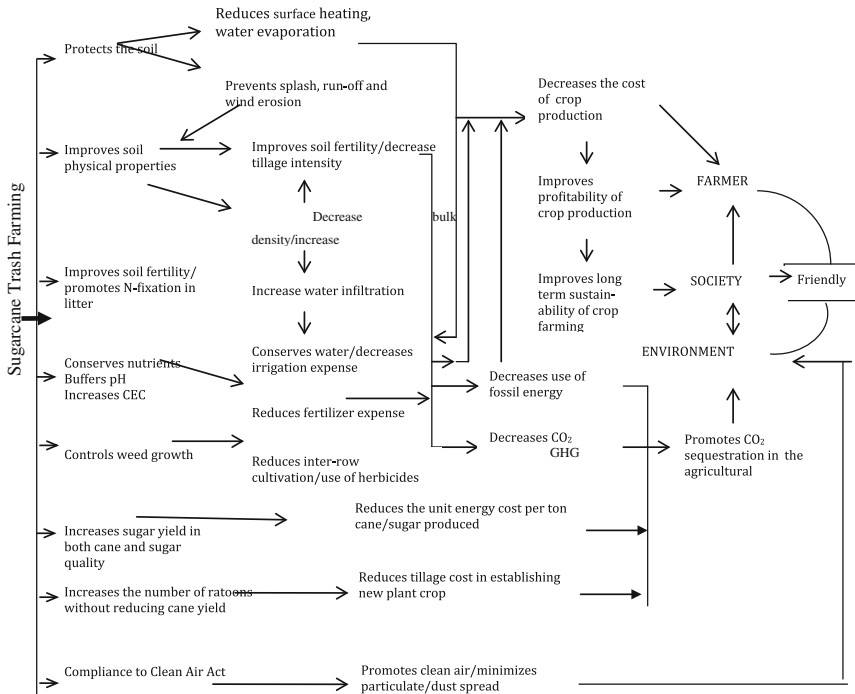 Sugarcane Trash Farming
Protects the soil
Reduces surface heating,
water evaporation
Prevents splash, run-off and
wind erosion
Improves soil
physical properties
Improves soil fertility/decrease
tillage intensity
Decrease bulk
density/increase
Improves soil fertility/
promotes N-fixation in
litter
Increase water infiltration
Conserves nutrients
Buffers pH
Increases CEC
Conserves water/decreases
irrigation expense
Reduces fertilizer expense
Controls weed growth
Reduces inter-row
cultivation/use of herbicides
Increases sugar yield in
both cane and sugar
quality
Reduces the unit energy cost per ton
cane/sugar produced
Increases the number of ratoons
without reducing cane yield
Reduces tillage cost in establishing
new plant crop
Compliance to Clean Air Act
Promotes clean air/minimizes
particulate/dust spread
Decreases the cost
of crop
production
Improves
profitability of
crop production
Improves long
term sustain-
ability of crop
farming
Decreases use of
fossil energy
Decreases CO₂
GHG
FARMER
SOCIETY
Friendly
ENVIRONMENT
Promotes CO₂
sequestration in the
agricultural